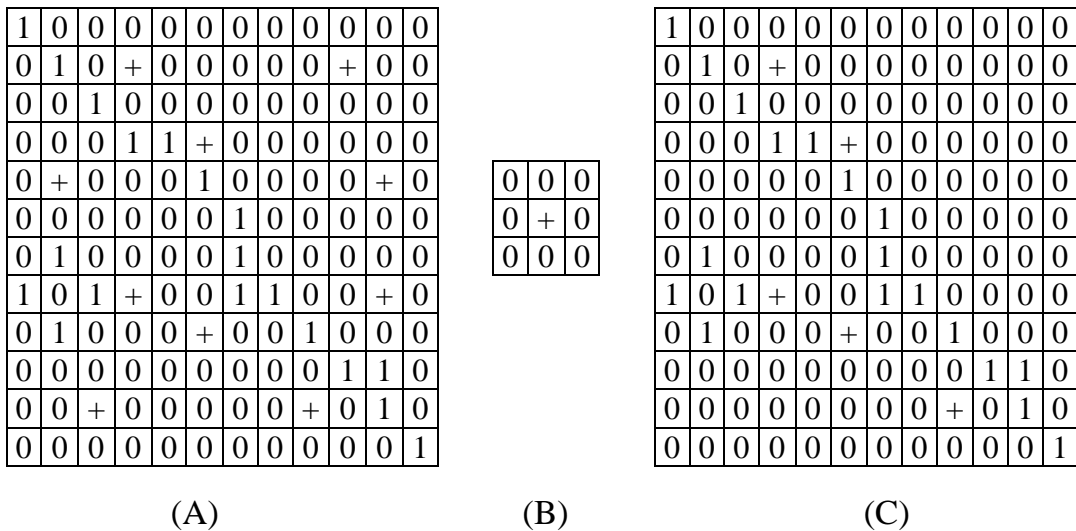 1 0 0 0 0 0 0 0 0 0 0 0
0 1 0 + 0 0 0 0 0 + 0 0
0 0 1 0 0 0 0 0 0 0 0 0
0 0 0 1 1 + 0 0 0 0 0 0
0 + 0 0 0 1 0 0 0 0 + 0
0 0 0 0 0 0 1 0 0 0 0 0
0 1 0 0 0 0 1 0 0 0 0 0
1 0 1 + 0 0 1 1 0 0 + 0
0 1 0 0 0 + 0 0 1 0 0 0
0 0 0 0 0 0 0 0 0 1 1 0
0 0 + 0 0 0 0 0 + 0 1 0
0 0 0 0 0 0 0 0 0 0 0 1
(A)
0 0 0
0 + 0
0 0 0
(B)
1 0 0 0 0 0 0 0 0 0 0 0
0 1 0 + 0 0 0 0 0 0 0 0
0 0 1 0 0 0 0 0 0 0 0 0
0 0 0 1 1 + 0 0 0 0 0 0
0 0 0 0 0 1 0 0 0 0 0 0
0 0 0 0 0 0 1 0 0 0 0 0
0 1 0 0 0 0 1 0 0 0 0 0
1 0 1 + 0 0 1 1 0 0 0 0
0 1 0 0 0 + 0 0 1 0 0 0
0 0 0 0 0 0 0 0 0 1 1 0
0 0 0 0 0 0 0 0 + 0 1 0
0 0 0 0 0 0 0 0 0 0 0 1
(C)